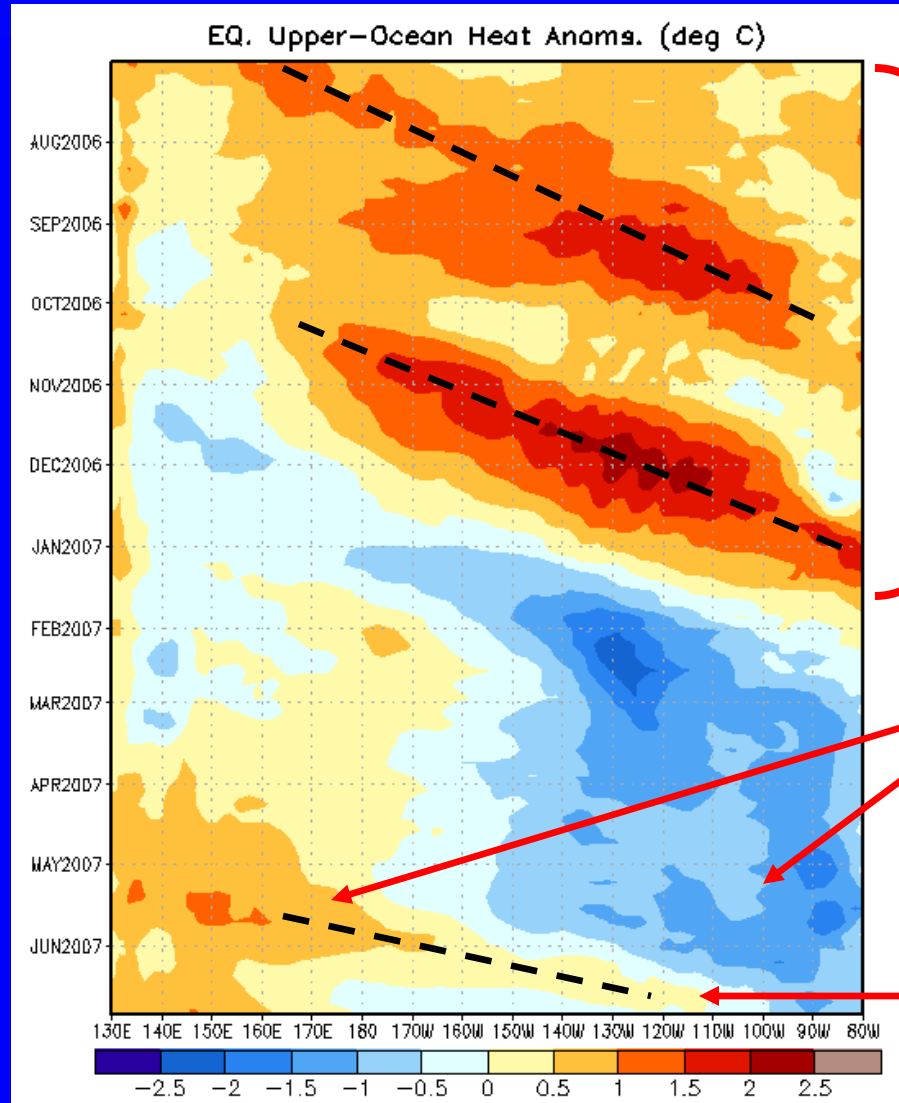 EQ. Upper-Ocean Heat Anoms. (deg C)
AUG2006
SEP2006
OCT2006
NOV2006
DEC2006
JAN2007
FEB2007
MAR2007
APR2007
MAY2007
JUN2007
130E 140E 150E 160E 170E 180 170W 160W 150W 140W 130W 120W 110W 100W 90W 80W
-2.5 -2 -1.5 -1 -0.5 0 0.5 1 1.5 2 2.5